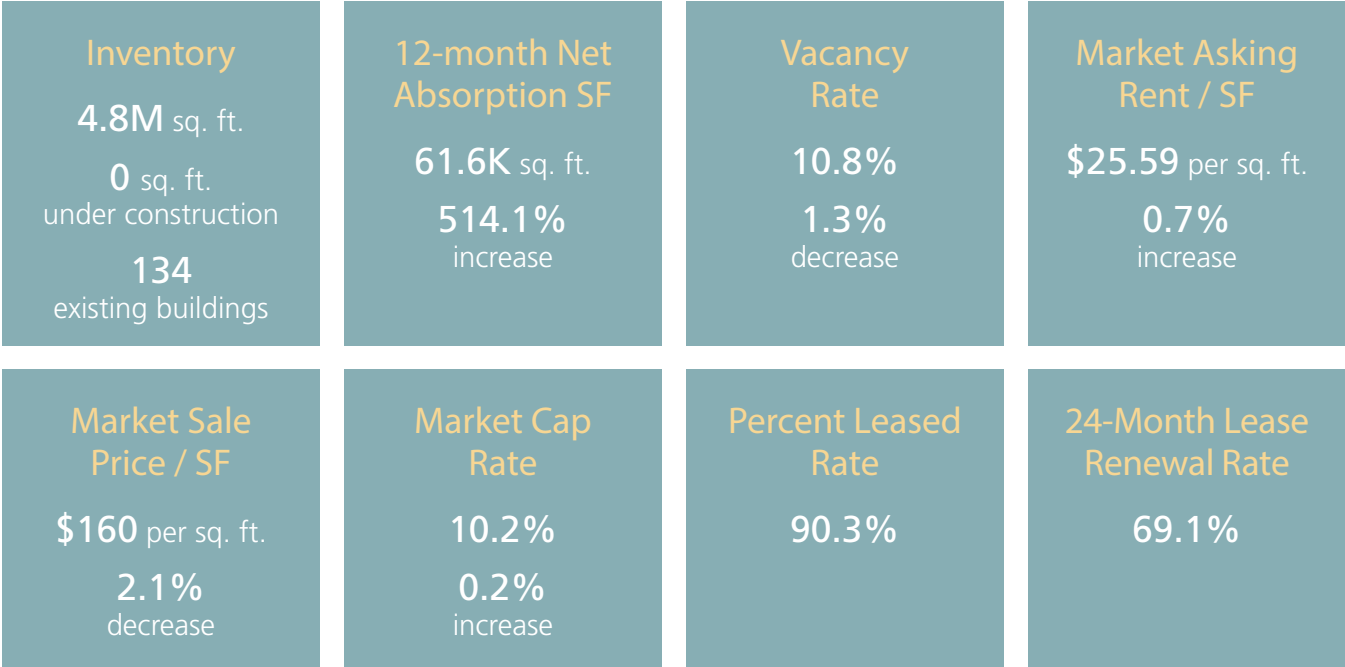 Inventory
4.8M sq. ft.
0 sq. ft.
under construction
134
existing buildings
12-month Net
Absorption SF
61.6K sq. ft.
514.1%
increase
Vacancy
Rate
10.8%
1.3%
decrease
Market Asking
Rent / SF
$25.59 per sq. ft.
0.7%
increase
Market Sale
Price / SF
$160 per sq. ft.
2.1%
decrease
Market Cap
Rate
10.2%
0.2%
increase
Percent Leased
Rate
90.3%
24-Month Lease
Renewal Rate
69.1%